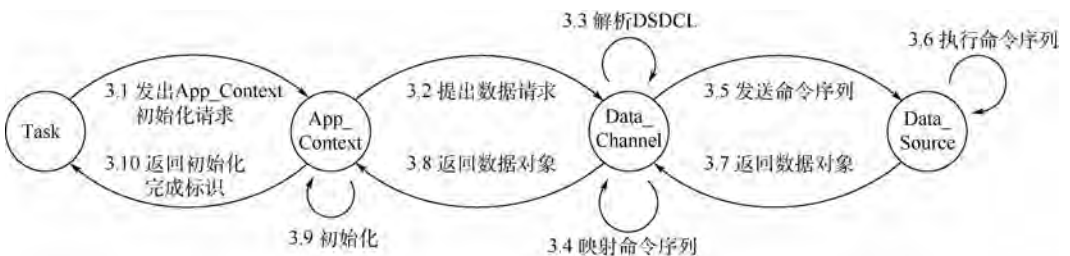 3.3 解析DSDCL
3.6 执行命令序列
3.1 发出App_Context
初始化请求
3.2 提出数据请求
3.5 发送命令序列
Task
App_
Context
Data_
Channel
Data_
Source
3.10 返回初始化
完成标识
3.8 返回数据对象
3.7 返回数据对象
3.9 初始化
3.4 映射命令序列